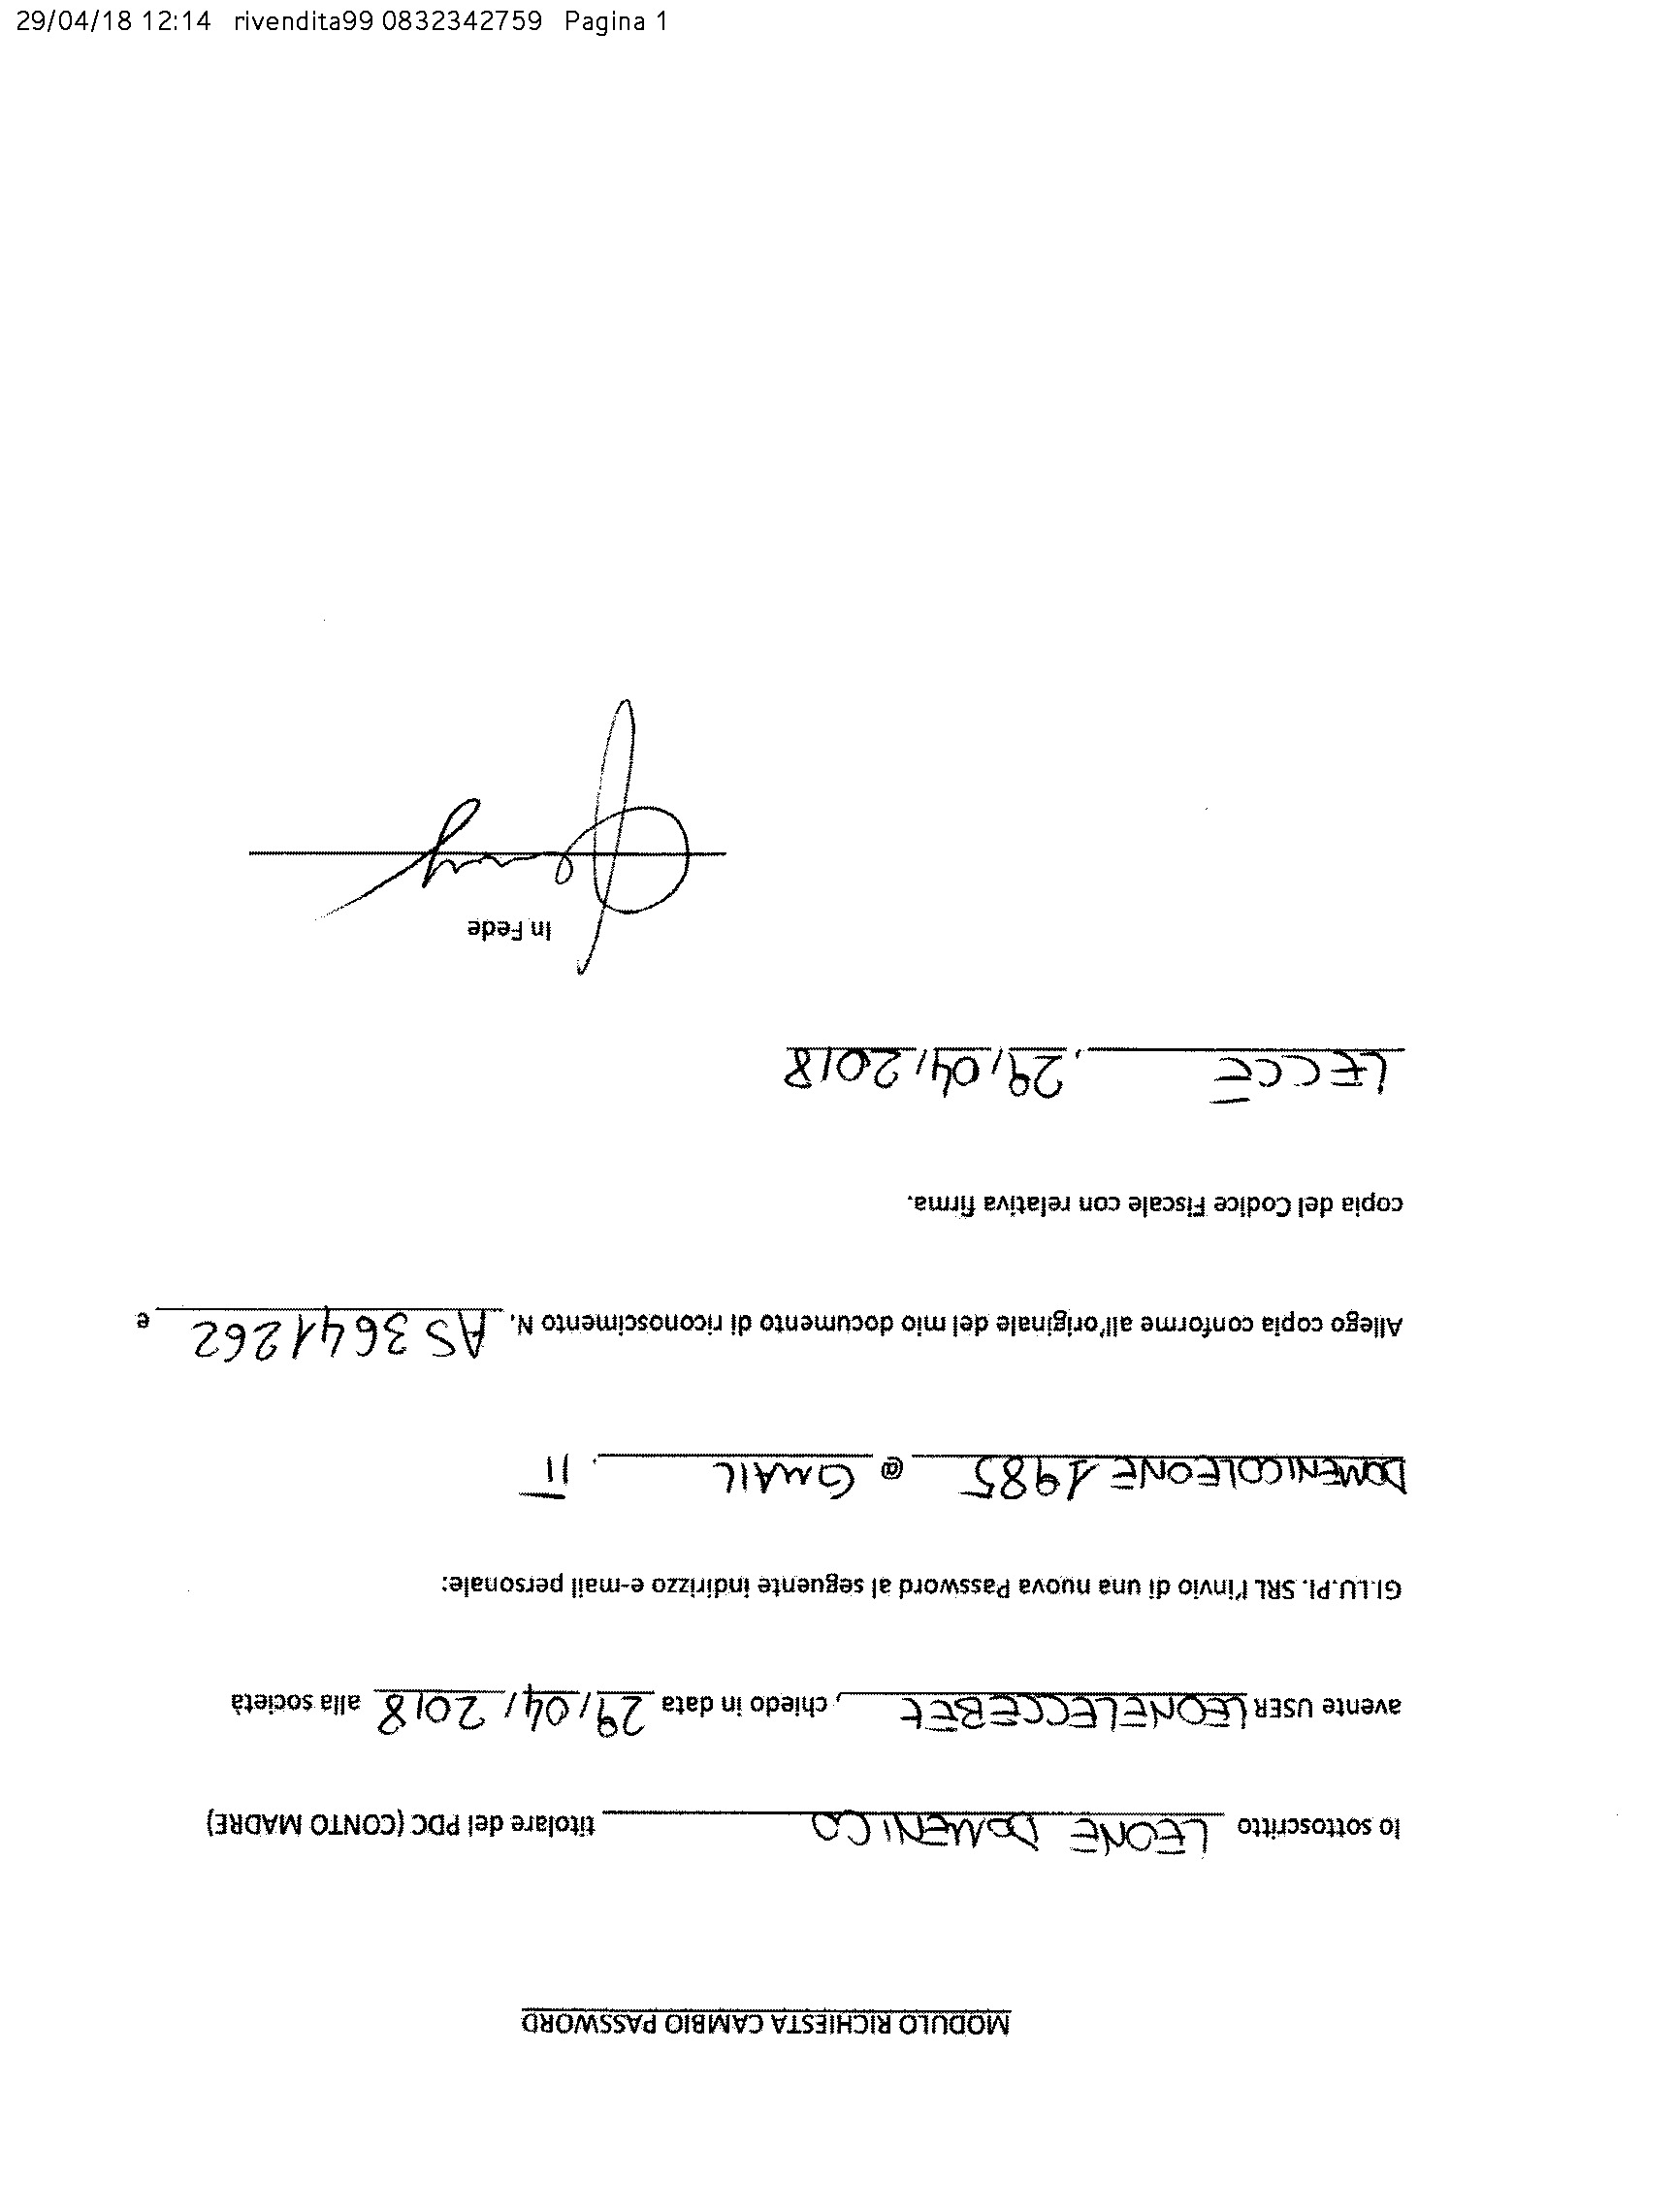 29/04/18 12:14 rivendita99 0832342759 Pagina 1
MODULO RICHIESTA CAMBIO PASSWORD
Io sottoscritto LEONE DOMENICO titolare del PDC (CONTO MADRE)
avente USER LEONELECCEBET, chiedo in data 29/04/2018 alla società
GI.LU.PI. SRL l'invio di una nuova Password al seguente indirizzo e-mail personale:
DOMENICOLEONE1985 @ GMAIL . IT
Allego copia conforme all'originale del mio documento di riconoscimento N. AS 3641262 e
copia del Codice Fiscale con relativa firma.
LECCE, 29/04/2018
In Fede